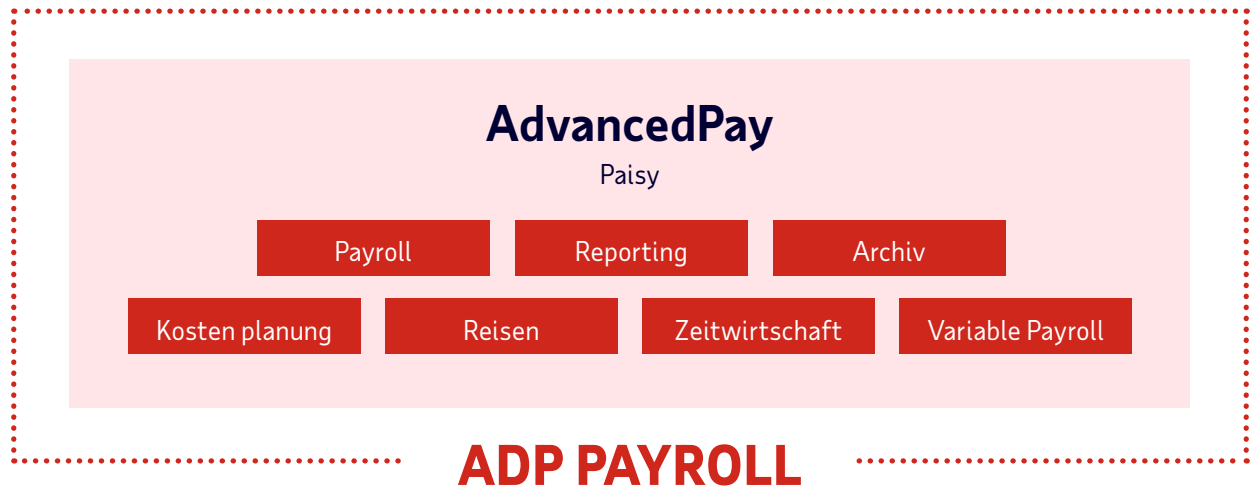 AdvancedPay
Paisy
Payroll Reporting Archiv
Kosten planung Reisen Zeitwirtschaft Variable Payroll
ADP PAYROLL